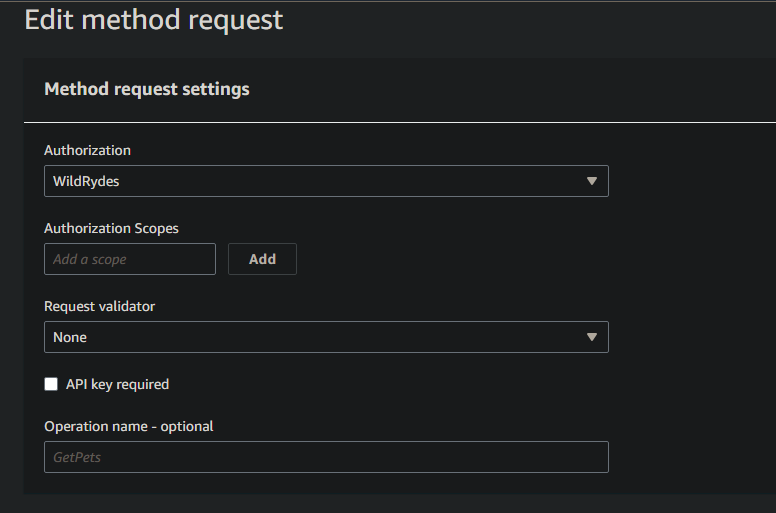 Edit method request
Method request settings
Authorization
WildRydes
Authorization Scopes
Add a scope
Add
Request validator
None
API key required
Operation name - optional
GetPets